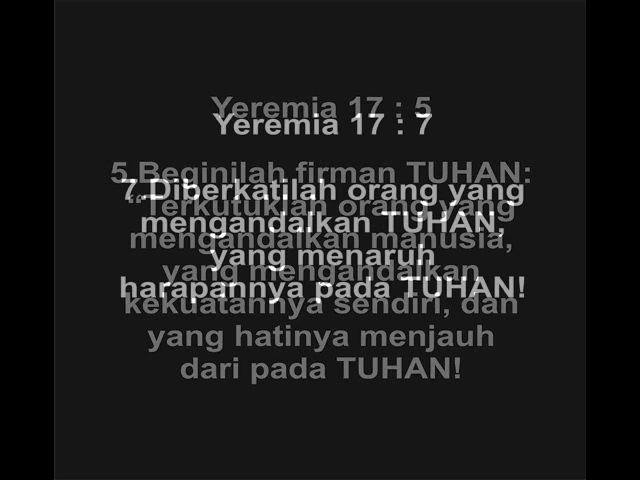 Yeremia 17 : 5
5 Beginilah firman TUHAN:
“Terkutuklah orang yang
mengandalkan manusia,
yang mengandalkan
kekuatannya sendiri, dan
yang hatinya menjauh
dari pada TUHAN!
Yeremia 17 : 7
7 Diberkatilah orang yang
mengandalkan TUHAN,
yang menaruh
harapannya pada TUHAN!